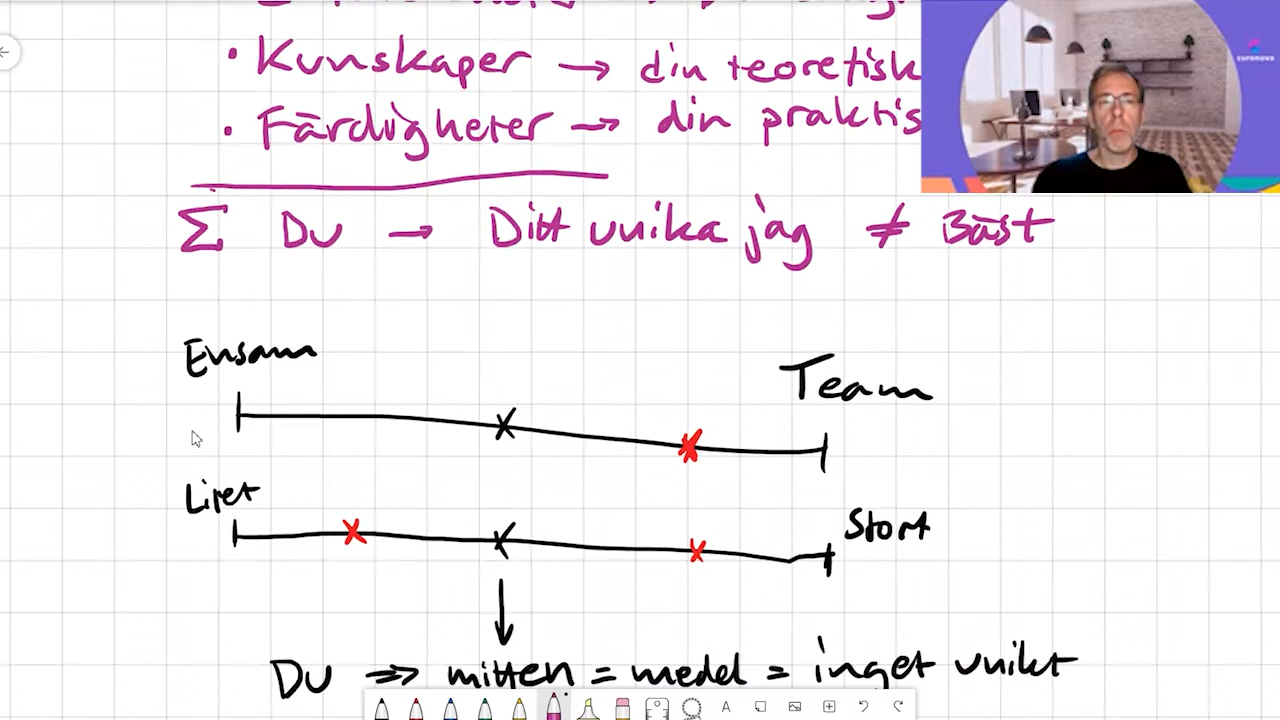 • Kunskaper → din teoretisk
• Färdigheter → din praktis
Σ Du → Ditt unika jag ≠ Bäst
curonova
Ensam
Team
Litet
Stort
Du => mitten = medel = inget unikt
A